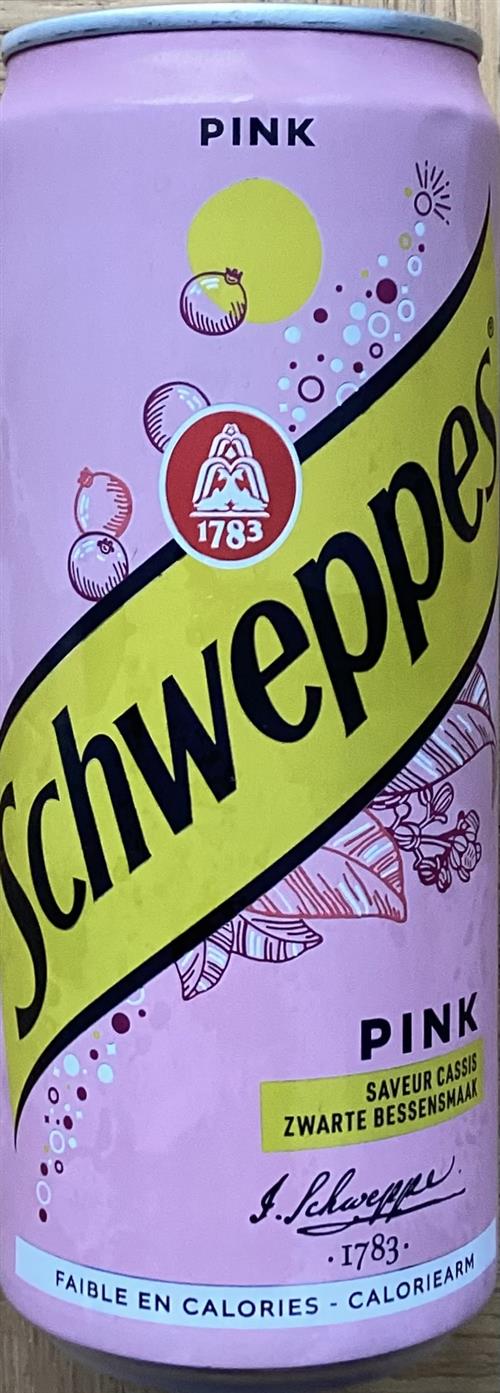 PINK
1783
Schweppes
PINK
SAVEUR CASSIS
ZWARTE BESSENSMAAK
J. Schweppe
·1783·
FAIBLE EN CALORIES - CALORIEARM